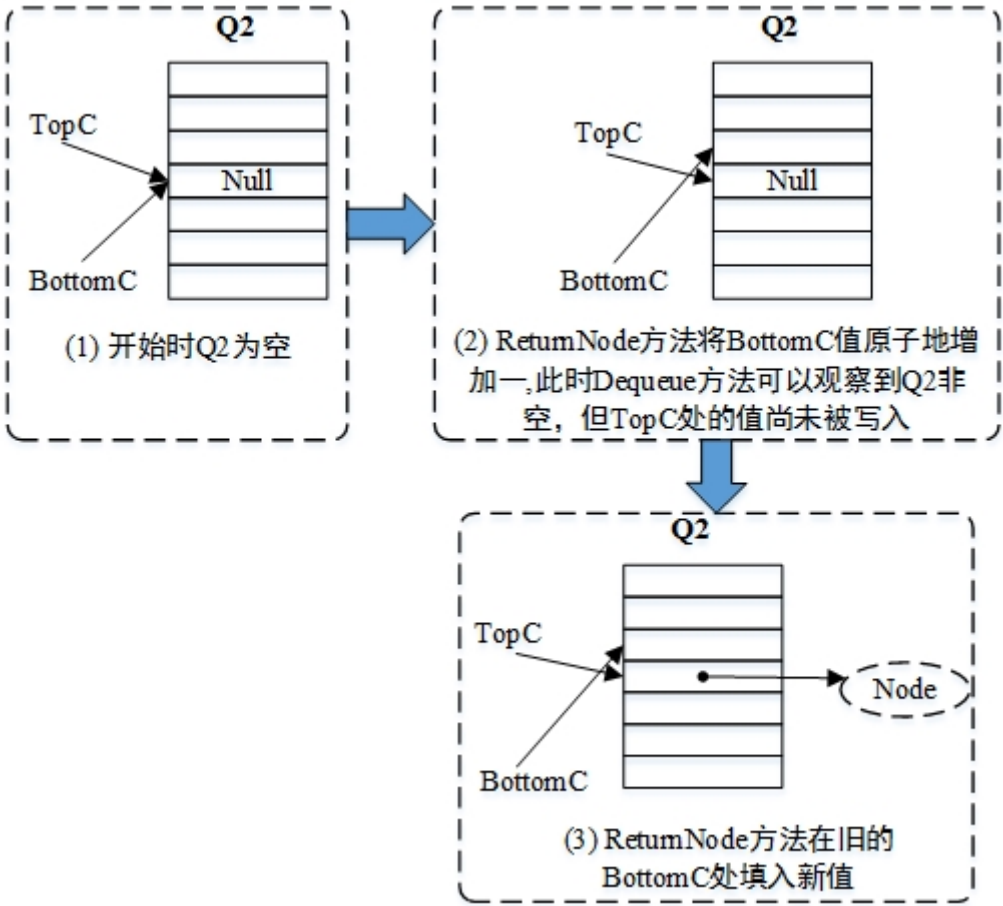 Q2
TopC
Null
BottomC
(1) 开始时Q2为空
Q2
TopC
Null
BottomC
(2) ReturnNode方法将BottomC值原子地增
加一,此时Dequeue方法可以观察到Q2非
空，但TopC处的值尚未被写入
Q2
TopC
Node
BottomC
(3) ReturnNode方法在旧的
BottomC处填入新值